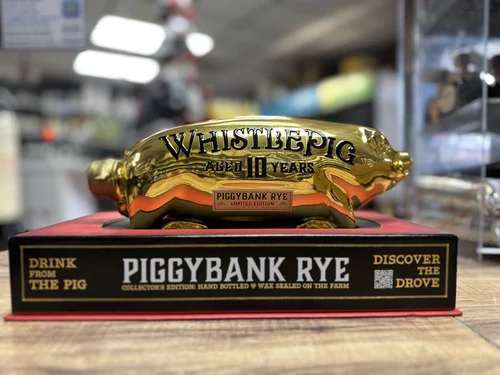 WHISTLEPIG
AGED 10 YEARS
PIGGYBANK RYE
LIMITED EDITION
DRINK
FROM
THE PIG
PIGGYBANK RYE
COLLECTOR'S EDITION: HAND BOTTLED & WAX SEALED ON THE FARM
DISCOVER
THE
DROVE